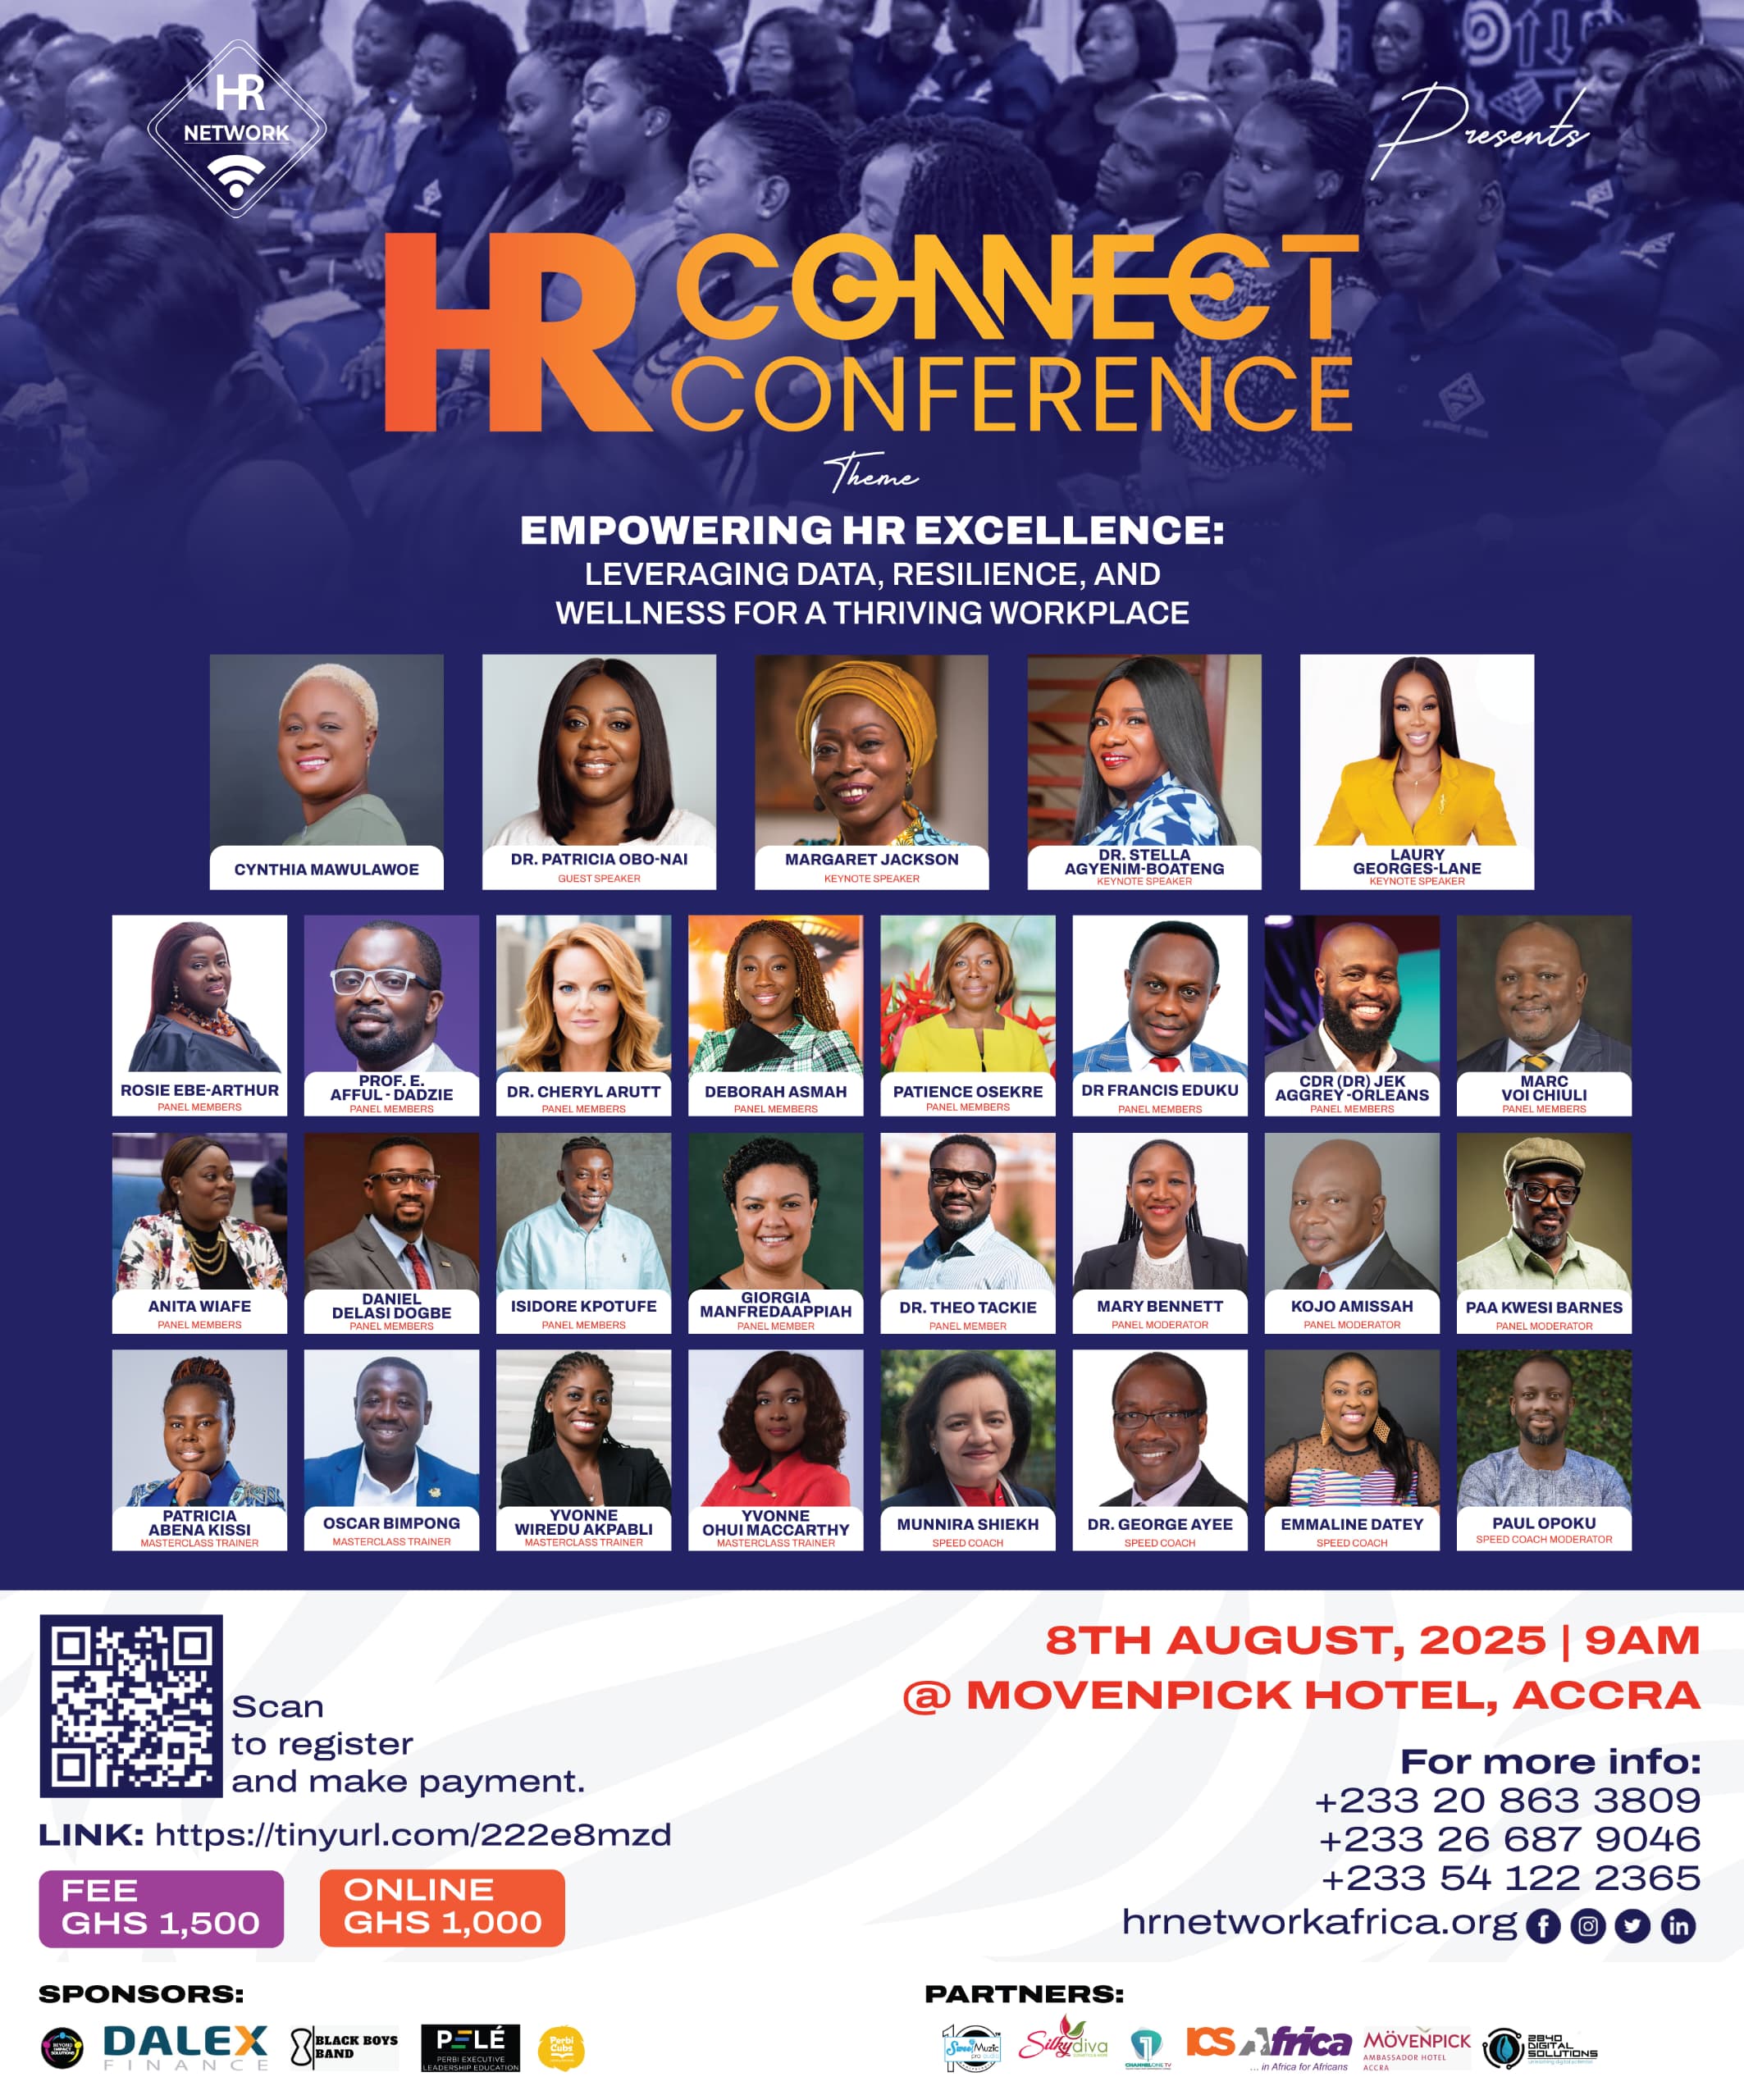 HR
NETWORK
Presents
HR CONNECT
CONFERENCE
Theme
EMPOWERING HR EXCELLENCE:
LEVERAGING DATA, RESILIENCE, AND
WELLNESS FOR A THRIVING WORKPLACE
CYNTHIA MAWULAWOE
DR. PATRICIA OBO-NAI
GUEST SPEAKER
MARGARET JACKSON
KEYNOTE SPEAKER
DR. STELLA
AGYENIM-BOATENG
KEYNOTE SPEAKER
LAURY
GEORGES-LANE
KEYNOTE SPEAKER
ROSIE EBE-ARTHUR
PANEL MEMBERS
PROF. E.
AFFUL - DADZIE
PANEL MEMBERS
DR. CHERYL ARUTT
PANEL MEMBERS
DEBORAH ASMAH
PANEL MEMBERS
PATIENCE OSEKRE
PANEL MEMBERS
DR FRANCIS EDUKU
PANEL MEMBERS
CDR (DR) JEK
AGGREY-ORLEANS
PANEL MEMBERS
MARC
VOI CHIULI
PANEL MEMBERS
ANITA WIAFE
PANEL MEMBERS
DANIEL
DELASI DOGBE
PANEL MEMBERS
ISIDORE KPOTUFE
PANEL MEMBERS
GIORGIA
MANFREDAAPPIAH
PANEL MEMBER
DR. THEO TACKIE
PANEL MEMBER
MARY BENNETT
PANEL MODERATOR
KOJO AMISSAH
PANEL MODERATOR
PAA KWESI BARNES
PANEL MODERATOR
PATRICIA
ABENA KISSI
MASTERCLASS TRAINER
OSCAR BIMPONG
MASTERCLASS TRAINER
YVONNE
WIREDU AKPABLI
MASTERCLASS TRAINER
YVONNE
OHUI MACCARTHY
MASTERCLASS TRAINER
MUNNIRA SHIEKH
SPEED COACH
DR. GEORGE AYEE
SPEED COACH
EMMALINE DATEY
SPEED COACH
PAUL OPOKU
SPEED COACH MODERATOR
Scan
to register
and make payment.
LINK: https://tinyurl.com/222e8mzd
FEE
GHS 1,500
ONLINE
GHS 1,000
8TH AUGUST, 2025 | 9AM
@ MOVENPICK HOTEL, ACCRA
For more info:
+233 20 863 3809
+233 26 687 9046
+233 54 122 2365
hrnetworkafrica.org
SPONSORS:
DALEX
FINANCE
BLACK BOYS
BAND
PELÉ
PERBI EXECUTIVE
LEADERSHIP EDUCATION
Perbi
Cubs
PARTNERS:
Muzik
Silkydiva
CHANNEL ONE TV
ICS Africa
... in Africa for Africans
MÖVENPICK
AMBASSADOR HOTEL
ACCRA
2840
DIGITAL
SOLUTIONS